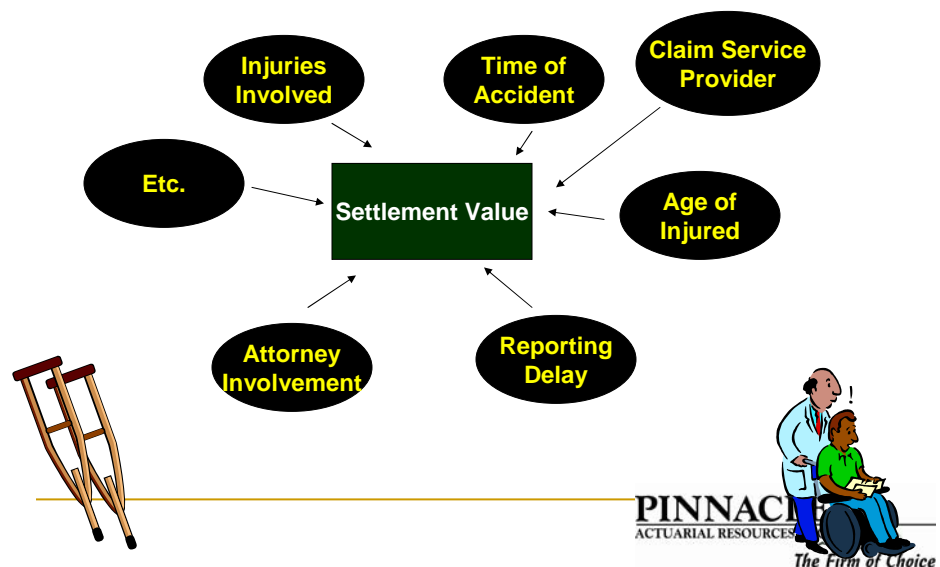 Injuries
Involved
Time of
Accident
Claim Service
Provider
Etc.
Settlement Value
Age of
Injured
Attorney
Involvement
Reporting
Delay
!
ACTUARIAL RESOURCES
The Firm of Choice